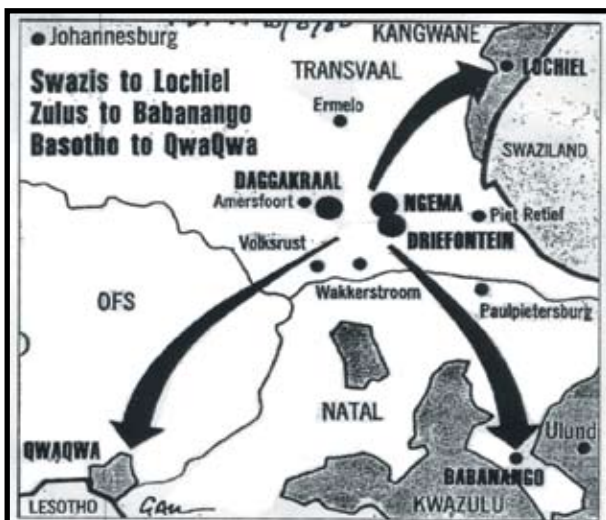 Johannesburg
KANGWANE
LOCHIEL
Swazis to Lochiel
Zulus to Babanango
Basotho to QwaQwa
TRANSVAAL
Ermelo
SWAZILAND
DAGGAKRAAL
Amersfoort
NGEMA
Piet Retief
DRIEFONTEIN
Volksrust
Wakkerstroom
Paulpietersburg
OFS
NATAL
QWAQWA
Ulund
BABANANGO
LESOTHO
KWAZULU